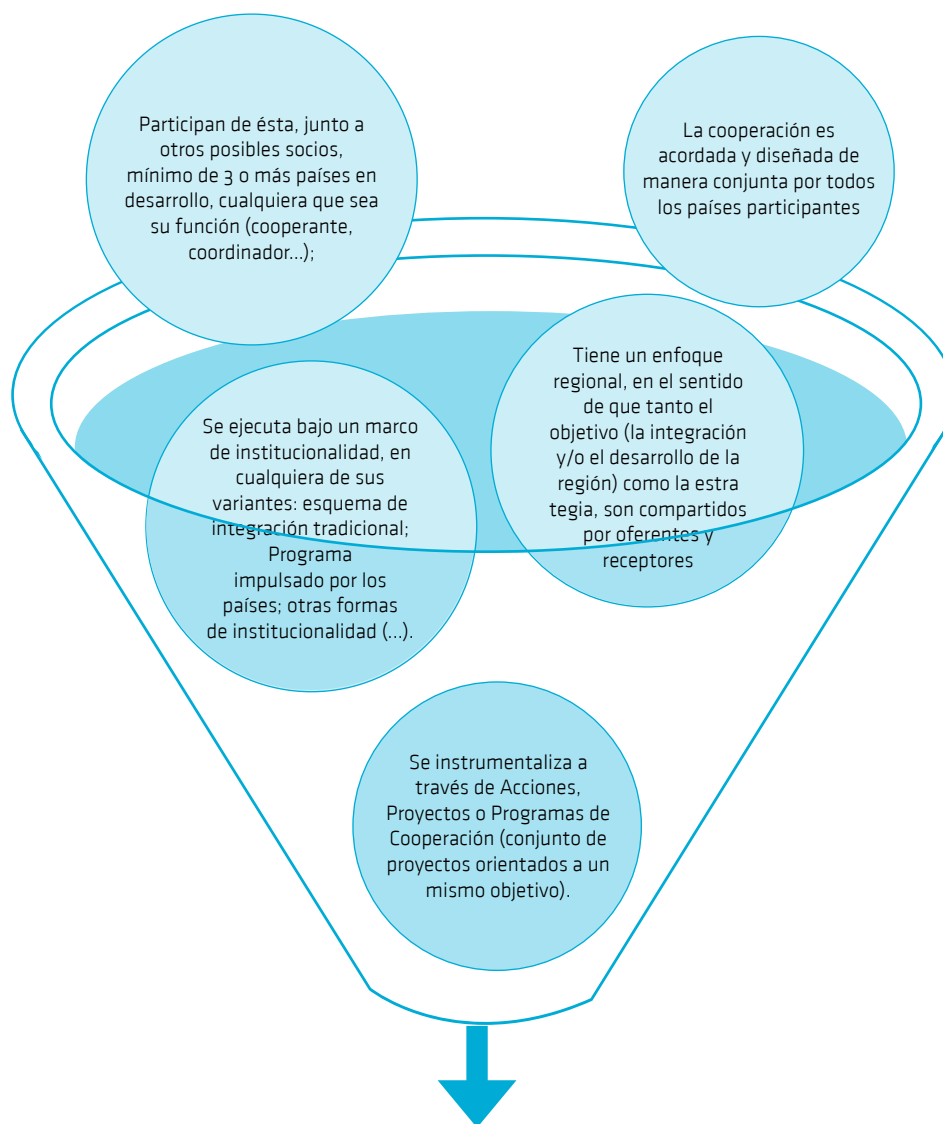 Participan de ésta, junto a
otros posibles socios,
mínimo de 3 o más países en
desarrollo, cualquiera que sea
su función (cooperante,
coordinador...);
La cooperación es
acordada y diseñada de
manera conjunta por todos
los países participantes
Se ejecuta bajo un marco
de institucionalidad, en
cualquiera de sus
variantes: esquema de
integración tradicional;
Programa
impulsado por los
países; otras formas
de institucionalidad (...).
Tiene un enfoque
regional, en el sentido
de que tanto el
objetivo (la integración
y/o el desarrollo de la
región) como la estra
tegia, son compartidos
por oferentes y
receptores
Se instrumentaliza a
través de Acciones,
Proyectos o Programas de
Cooperación (conjunto de
proyectos orientados a un
mismo objetivo).